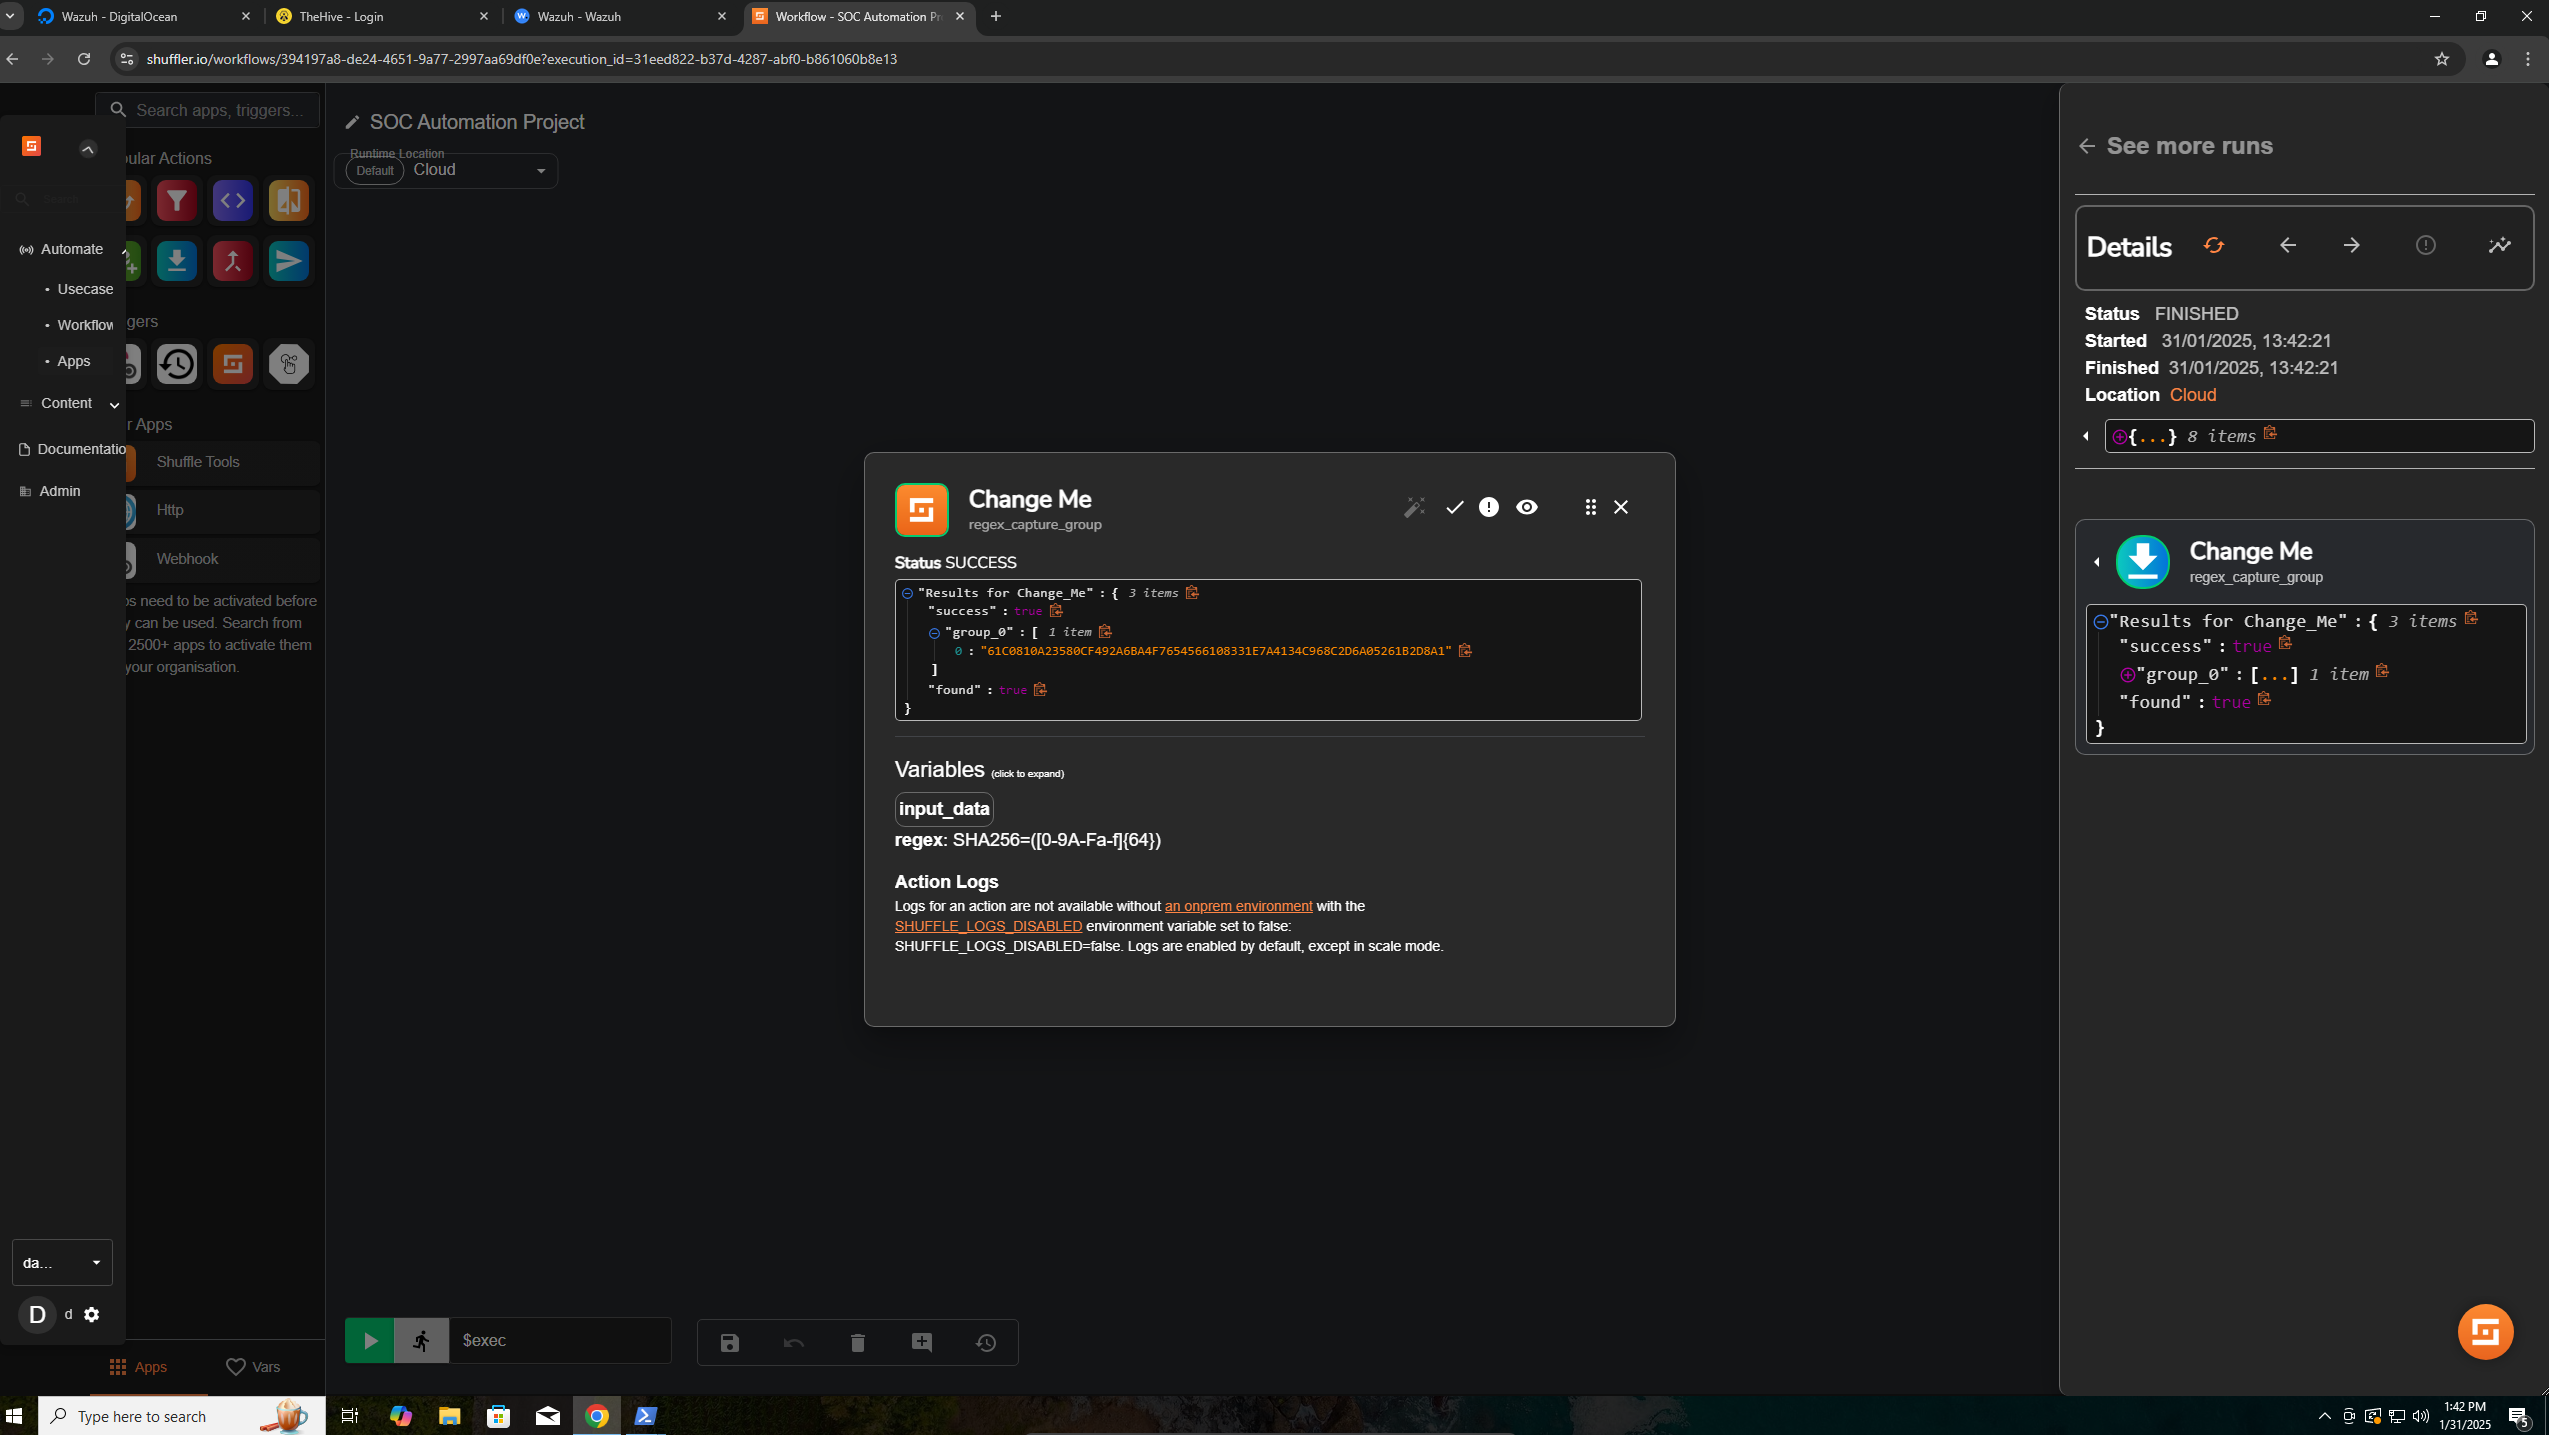 Wazuh - DigitalOcean
TheHive - Login
Wazuh - Wazuh
Workflow - SOC Automation Pr
shuffler.io/workflows/394197a8-de24-4651-9a77-2997aa69df0e?execution_id=31eed822-b37d-4287-abf0-b861060b8e13
Search apps, triggers...
ular Actions
Automate
Usecase
Workflow
Apps
Content
Documentatio
Admin
gers
r Apps
Shuffle Tools
Http
Webhook
ps need to be activated before
y can be used. Search from
2500+ apps to activate them
your organisation.
da...
D d
Apps
Vars
SOC Automation Project
Runtime Location
Default Cloud
Change Me
regex_capture_group
Status SUCCESS
"Results for Change_Me" : { 3 items
"success" : true
"group_0" : [ 1 item
0 : "61C0810A23580CF492A6BA4F7654566108331E7A4134C968C2D6A05261B2D8A1"
]
"found" : true
}
Variables (click to expand)
input_data
regex: SHA256=([0-9A-Fa-f]{64})
Action Logs
Logs for an action are not available without an onprem environment with the
SHUFFLE_LOGS_DISABLED environment variable set to false:
SHUFFLE_LOGS_DISABLED=false. Logs are enabled by default, except in scale mode.
$exec
See more runs
Details
Status FINISHED
Started 31/01/2025, 13:42:21
Finished 31/01/2025, 13:42:21
Location Cloud
{...} 8 items
Change Me
regex_capture_group
"Results for Change_Me" : { 3 items
"success" : true
"group_0" : [...] 1 item
"found" : true
}
Type here to search
1:42 PM
1/31/2025
5